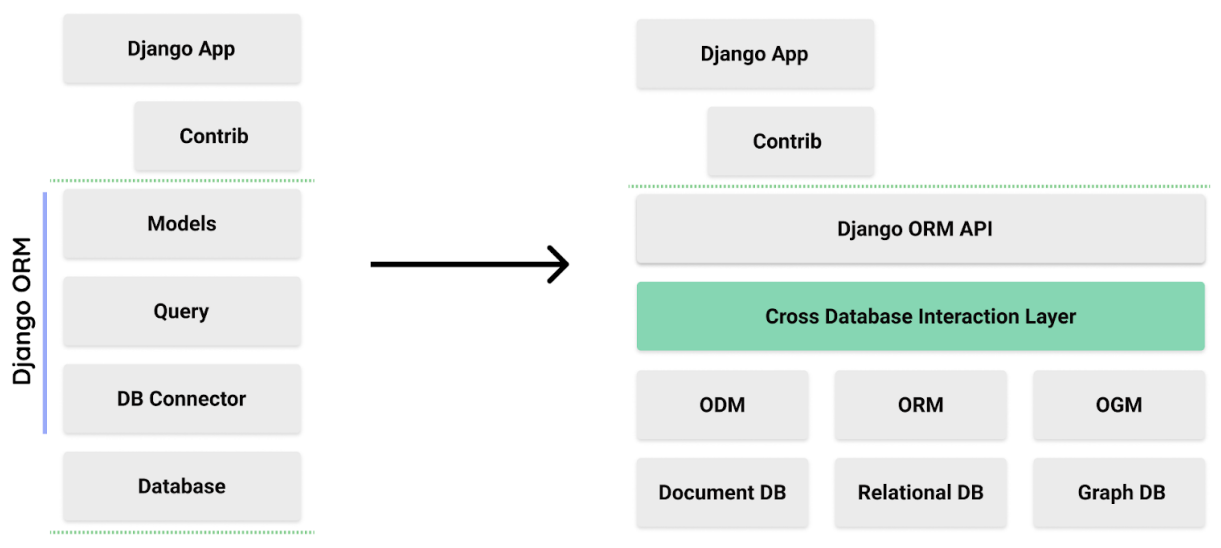 Django App
Contrib
Django ORM
Models
Query
DB Connector
Database
Django App
Contrib
Django ORM API
Cross Database Interaction Layer
ODM
ORM
OGM
Document DB
Relational DB
Graph DB